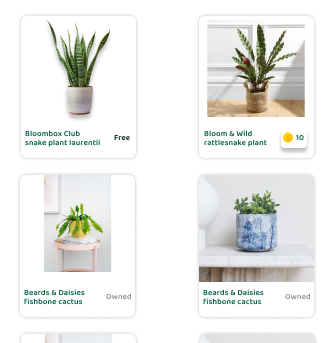 Bloombox Club
snake plant laurentii
Free
Bloom & Wild
rattlesnake plant
10
Beards & Daisies
fishbone cactus
Owned
Beards & Daisies
fishbone cactus
Owned